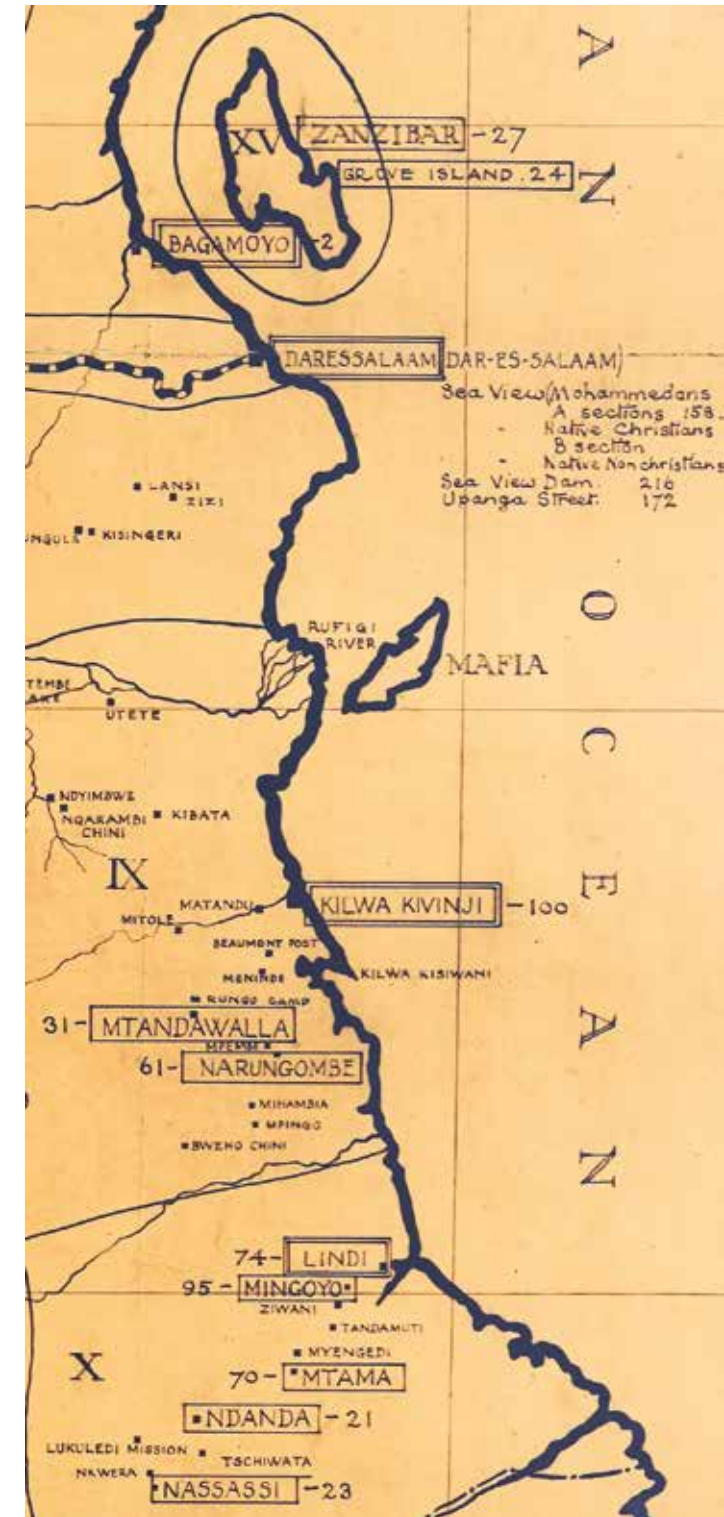 A
N
XV
ZANZIBAR -27
GROVE ISLAND . 24
BAGAMOYO -2
DARESSALAAM (DAR-ES-SALAAM)
Sea View (Mohammedans
A sections 158.
- Native Christians
B section
- Native Non christians
Sea View Dam. 216
Upanga Street. 172
LANSI
ZIZI
KISINGERI
RUFIGI
RIVER
O
MAFIA
UTETE
C
NDYIMBWE
NGARAMBI
CHINI
KIBATA
IX
E
MATANDU
KILWA KIVINJI -100
MITOLE
BEAUMONT POST
KILWA KISIWANI
RUNGO CAMP
A
31- MTANDAWALLA
61- NARUNGOMBE
MIHAMBIA
MPINGO
BWEHO CHINI
N
74- LINDI
95 - MINGOYO
ZIWANI
TANDAMUTI
MYENGEDI
X
70- MTAMA
NDANDA -21
LUKULEDI MISSION
TSCHIWATA
NKWERA
NASSASSI -23